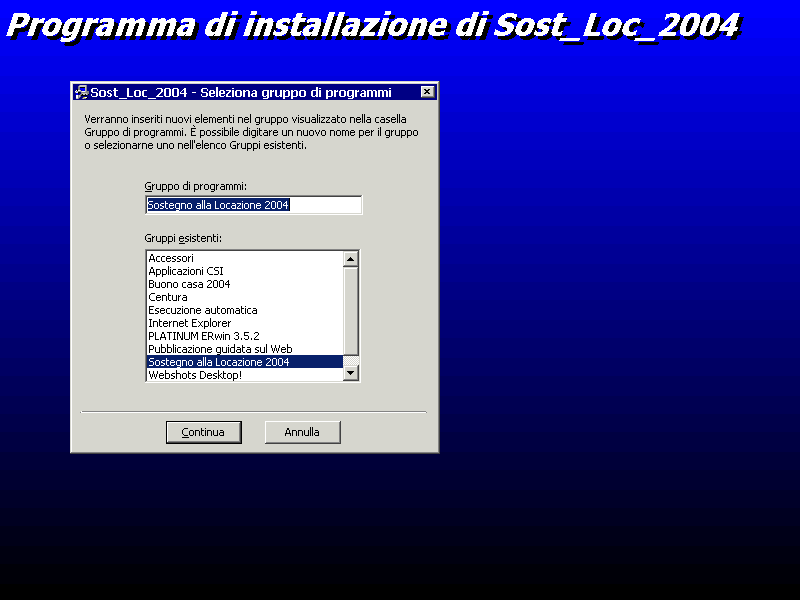 Programma di installazione di Sost_Loc_2004
Sost_Loc_2004 - Seleziona gruppo di programmi
Verranno inseriti nuovi elementi nel gruppo visualizzato nella casella
Gruppo di programmi. È possibile digitare un nuovo nome per il gruppo
o selezionarne uno nell'elenco Gruppi esistenti.
Gruppo di programmi:
Sostegno alla Locazione 2004
Gruppi esistenti:
Accessori
Applicazioni CSI
Buono casa 2004
Centura
Esecuzione automatica
Internet Explorer
PLATINUM ERwin 3.5.2
Pubblicazione guidata sul Web
Sostegno alla Locazione 2004
Webshots Desktop!
Continua Annulla